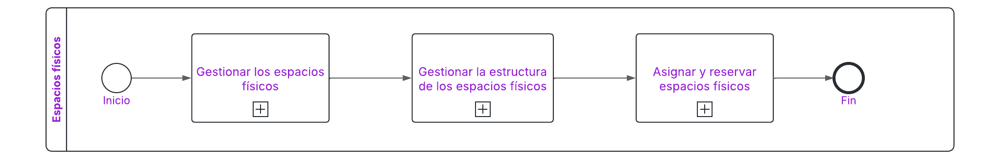 Espacios físicos
Inicio
Gestionar los espacios
físicos
Gestionar la estructura
de los espacios físicos
Asignar y reservar
espacios físicos
Fin